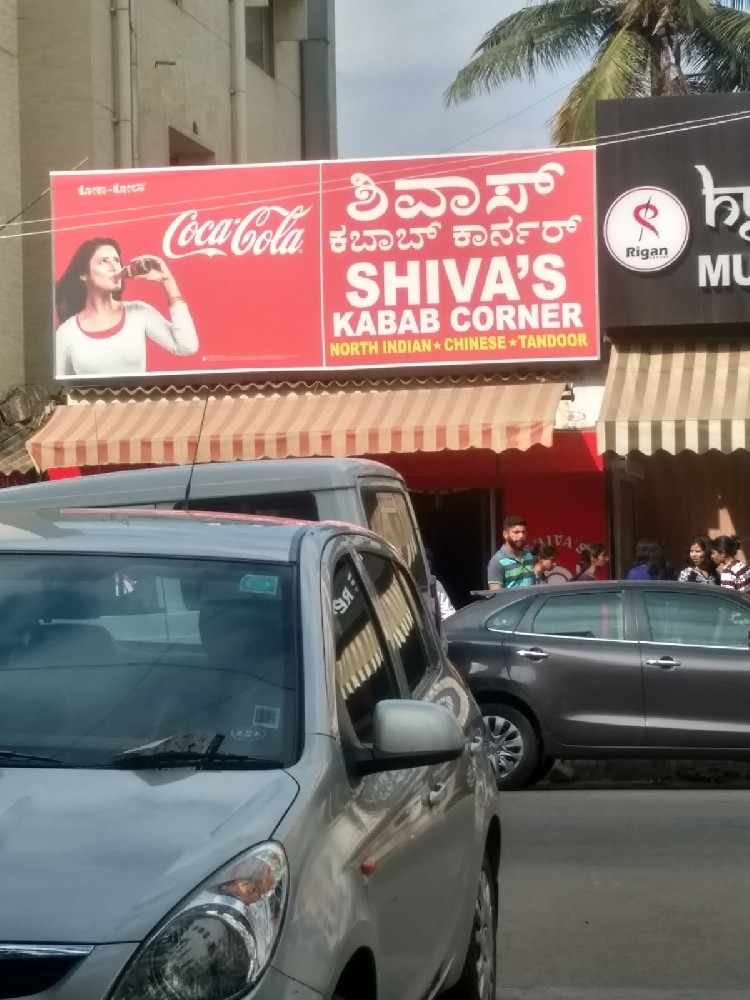 ಕೋಕಾ-ಕೋಲಾ
Coca-Cola
ಶಿವಾಸ್
ಕಬಾಬ್ ಕಾರ್ನರ್
SHIVA'S
KABAB CORNER
NORTH INDIAN★CHINESE★TANDOOR
Rigan